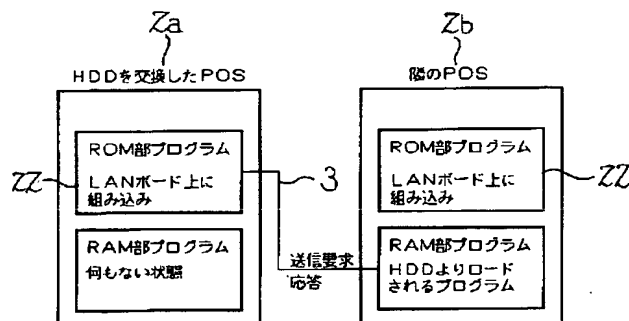 2a
2b
HDDを交換したPOS
隣のPOS
ROM部プログラム
LANボード上に
組み込み
22
RAM部プログラム
何もない状態
3
送信要求
応答
ROM部プログラム
LANボード上に
組み込み
22
RAM部プログラム
HDDよりロード
されるプログラム